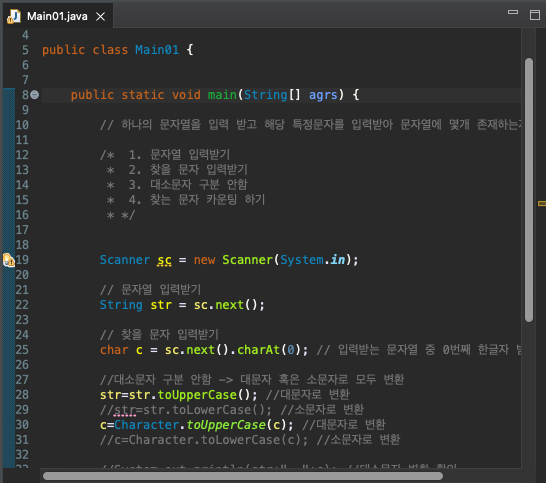 Main01.java
4
5 public class Main01 {
6
7
8 public static void main(String[] agrs) {
9
10 // 하나의 문자열을 입력 받고 해당 특정문자를 입력받아 문자열에 몇개 존재하는지
11
12 /* 1. 문자열 입력받기
13 * 2. 찾을 문자 입력받기
14 * 3. 대소문자 구분 안함
15 * 4. 찾는 문자 카운팅 하기
16 * */
17
18
19 Scanner sc = new Scanner(System.in);
20
21 // 문자열 입력받기
22 String str = sc.next();
23
24 // 찾을 문자 입력받기
25 char c = sc.next().charAt(0); // 입력받는 문자열 중 0번째 한글자
26
27 //대소문자 구분 안함 -> 대문자 혹은 소문자로 모두 변환
28 str=str.toUpperCase(); //대문자로 변환
29 //str=str.toLowerCase(); //소문자로 변환
30 c=Character.toUpperCase(c); //대문자로 변환
31 //c=Character.toLowerCase(c); //소문자로 변환
32